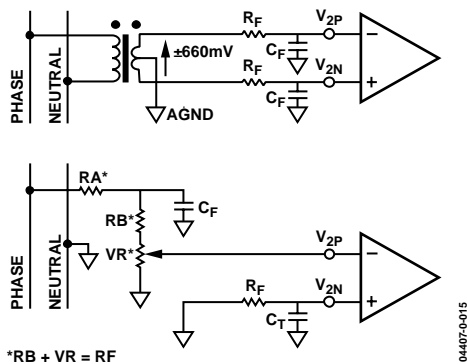 RF
CF
V2P
−
±660mV
RF
V2N
+
CF
AGND
PHASE
NEUTRAL
RA*
CF
RB*
VR*
V2P
−
RF
V2N
+
CT
PHASE
NEUTRAL
*RB + VR = RF
04407-0-015